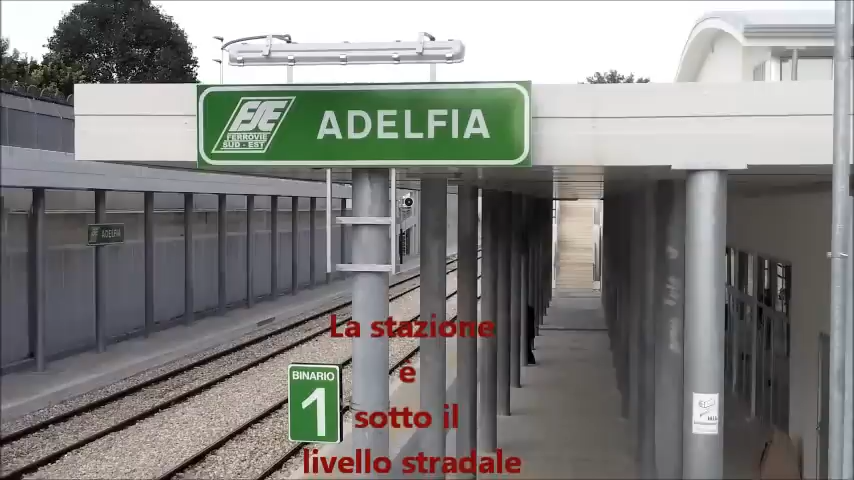 FSE
FERROVIE
SUD - EST
ADELFIA
ADELFIA
BINARIO
1
La stazione
è
sotto il
livello stradale